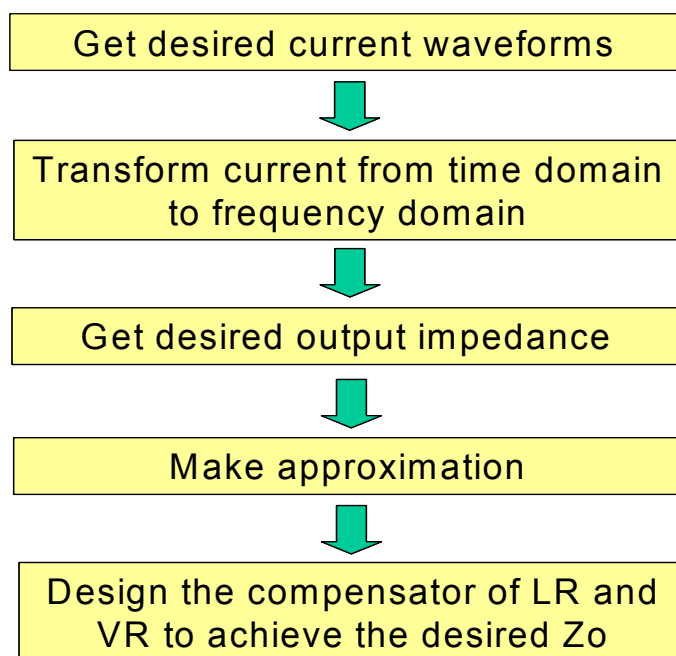 Get desired current waveforms
Transform current from time domain
to frequency domain
Get desired output impedance
Make approximation
Design the compensator of LR and
VR to achieve the desired Zo